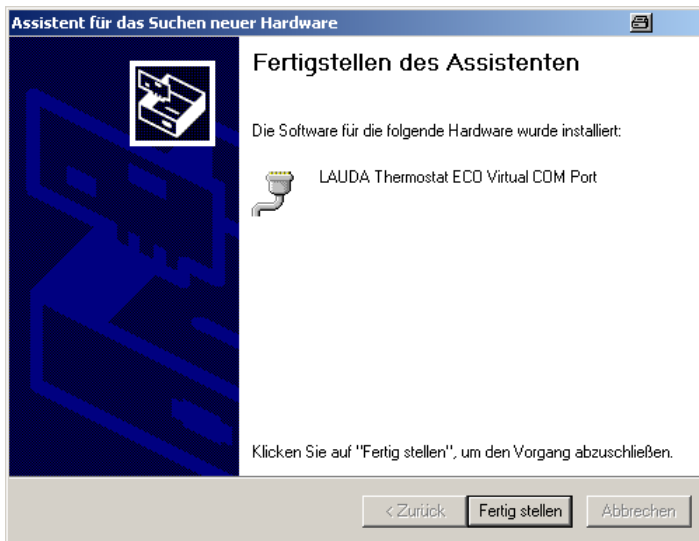 Assistent für das Suchen neuer Hardware
Fertigstellen des Assistenten
Die Software für die folgende Hardware wurde installiert:
LAUDA Thermostat ECO Virtual COM Port
Klicken Sie auf "Fertig stellen", um den Vorgang abzuschließen.
< Zurück
Fertig stellen
Abbrechen